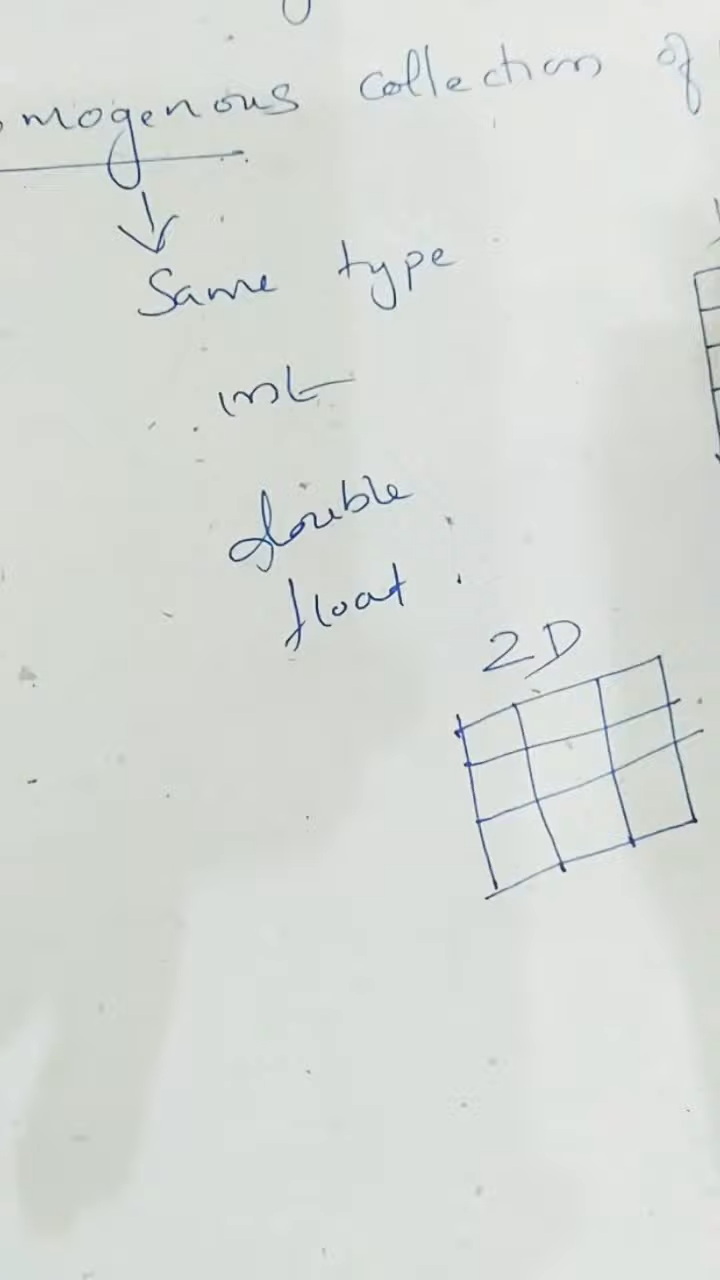 mogenous collection of
Same type
int
double
float
2D